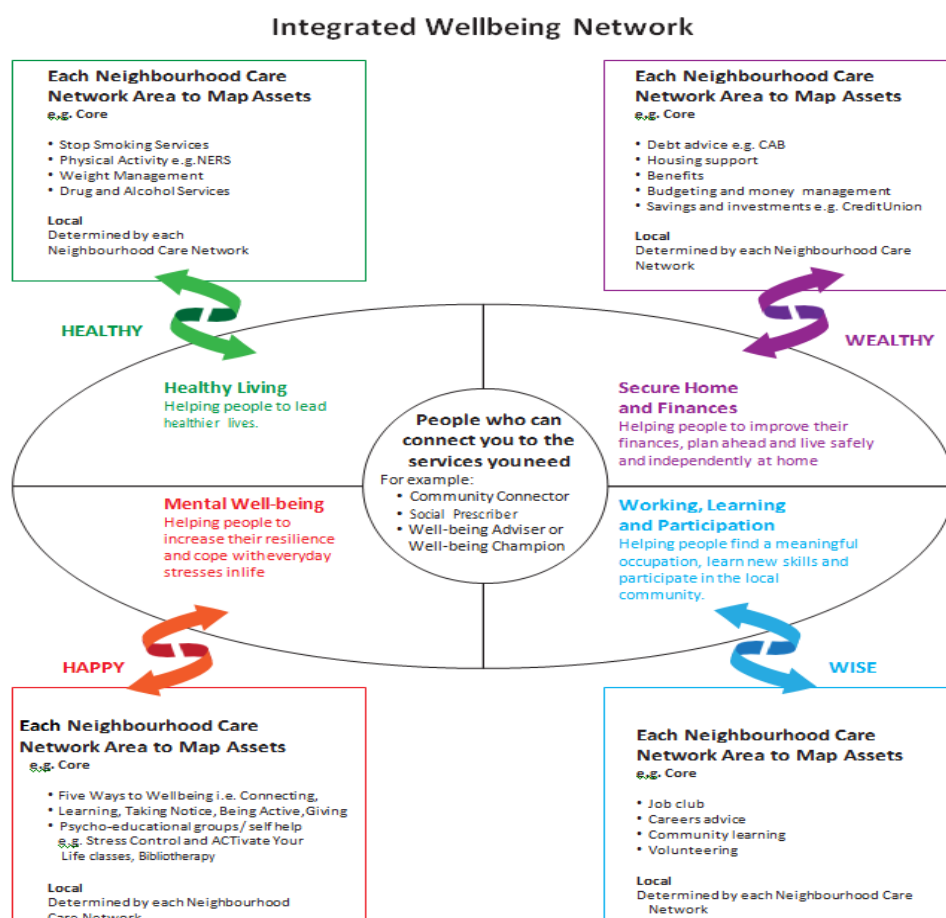 Integrated Wellbeing Network
Each Neighbourhood Care
Network Area to Map Assets
e.g. Core
• Stop Smoking Services
• Physical Activity e.g.NERS
• Weight Management
• Drug and Alcohol Services
Local
Determined by each
Neighbourhood Care Network
Each Neighbourhood Care
Network Area to Map Assets
e.g. Core
• Debt advice e.g. CAB
• Housing support
• Benefits
• Budgeting and money management
• Savings and investments e.g. CreditUnion
Local
Determined by each Neighbourhood Care
Network
HEALTHY
WEALTHY
Healthy Living
Helping people to lead
healthier lives.
People who can
connect you to the
services you need
For example:
• Community Connector
• Social Prescriber
• Well-being Adviser or
Well-being Champion
Secure Home
and Finances
Helping people to improve their
finances, plan ahead and live safely
and independently at home
Mental Well-being
Helping people to
increase their resilience
and cope with everyday
stresses in life
Working, Learning
and Participation
Helping people find a meaningful
occupation, learn new skills and
participate in the local
community.
HAPPY
WISE
Each Neighbourhood Care
Network Area to Map Assets
e.g. Core
• Five Ways to Wellbeing i.e. Connecting,
• Learning, Taking Notice, Being Active,Giving
• Psycho-educational groups/ self help
e.g. Stress Control and ACTivate Your
Life classes, Bibliotherapy
Local
Determined by each Neighbourhood
Care Network
Each Neighbourhood Care
Network Area to Map Assets
e.g. Core
• Job club
• Careers advice
• Community learning
• Volunteering
Local
Determined by each Neighbourhood Care
Network